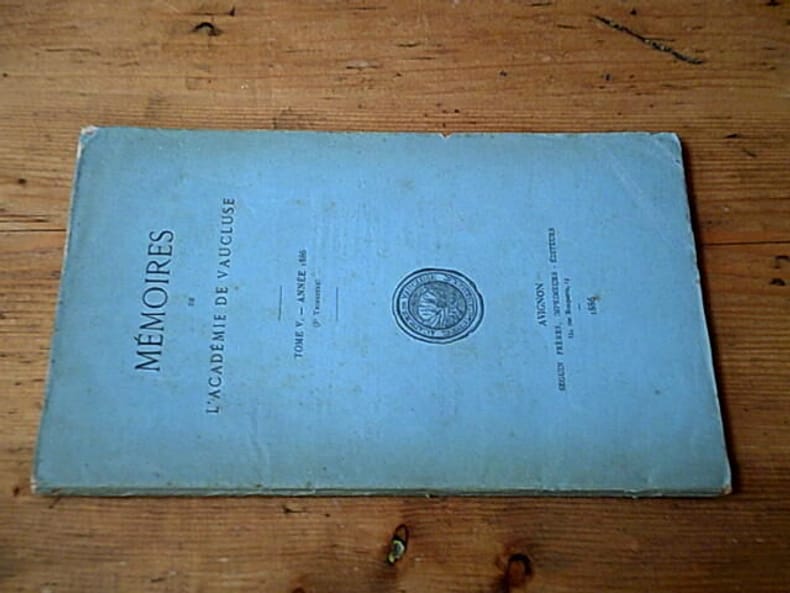 MÉMOIRES
DE
L'ACADÉMIE DE VAUCLUSE
TOME V. — ANNÉE 1886
AVIGNON
SEGUIN FRÈRES, IMPRIMEURS - ÉDITEURS
1886